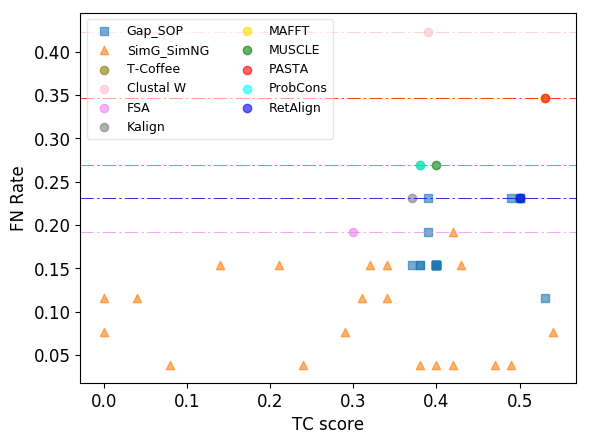 Gap_SOP
SimG_SimNG
T-Coffee
Clustal W
FSA
Kalign
MAFFT
MUSCLE
PASTA
ProbCons
RetAlign
FN Rate
0.40
0.35
0.30
0.25
0.20
0.15
0.10
0.05
0.0
0.1
0.2
0.3
0.4
0.5
TC score